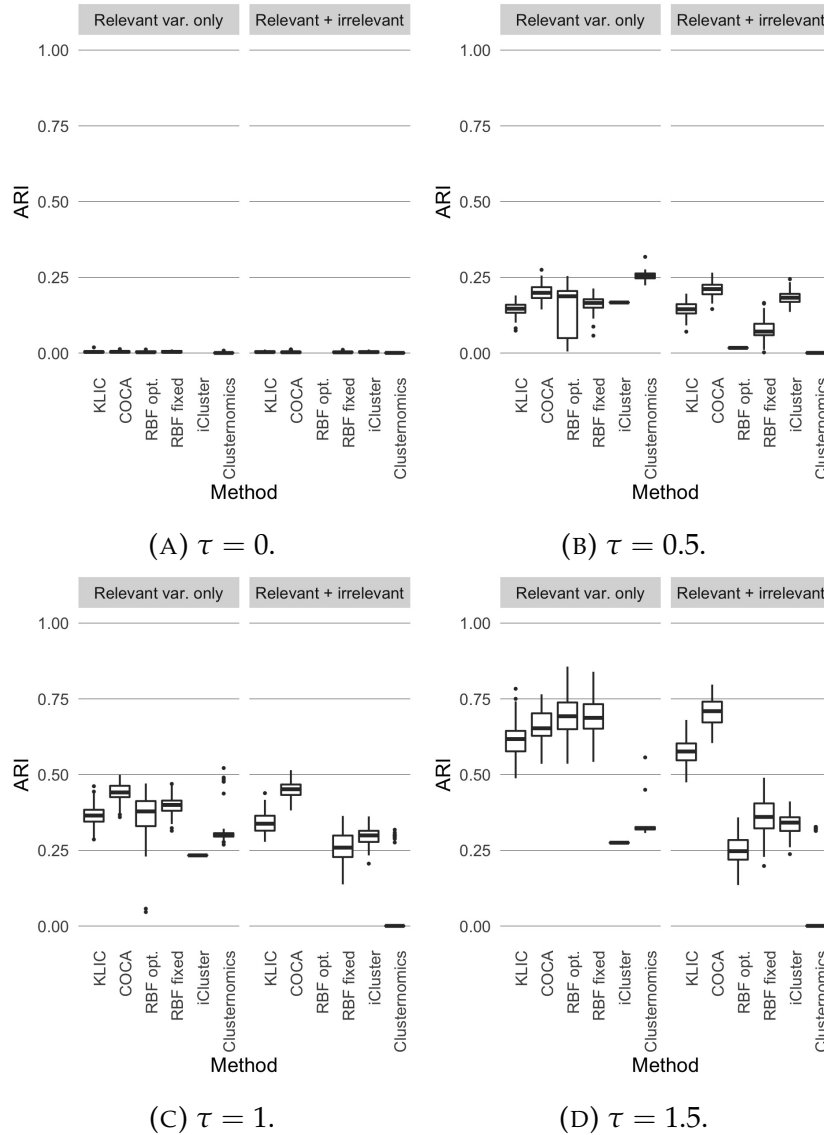 Relevant var. only
Relevant + irrelevant
1.00
0.75
0.50
0.25
0.00
ARI
KLIC
COCA
RBF opt.
RBF fixed
iCluster
Clusternomics
KLIC
COCA
RBF opt.
RBF fixed
iCluster
Clusternomics
Method
(A) τ = 0.
Relevant var. only
Relevant + irrelevant
1.00
0.75
0.50
0.25
0.00
ARI
KLIC
COCA
RBF opt.
RBF fixed
iCluster
Clusternomics
KLIC
COCA
RBF opt.
RBF fixed
iCluster
Clusternomics
Method
(B) τ = 0.5.
Relevant var. only
Relevant + irrelevant
1.00
0.75
0.50
0.25
0.00
ARI
KLIC
COCA
RBF opt.
RBF fixed
iCluster
Clusternomics
KLIC
COCA
RBF opt.
RBF fixed
iCluster
Clusternomics
Method
(C) τ = 1.
Relevant var. only
Relevant + irrelevant
1.00
0.75
0.50
0.25
0.00
ARI
KLIC
COCA
RBF opt.
RBF fixed
iCluster
Clusternomics
KLIC
COCA
RBF opt.
RBF fixed
iCluster
Clusternomics
Method
(D) τ = 1.5.